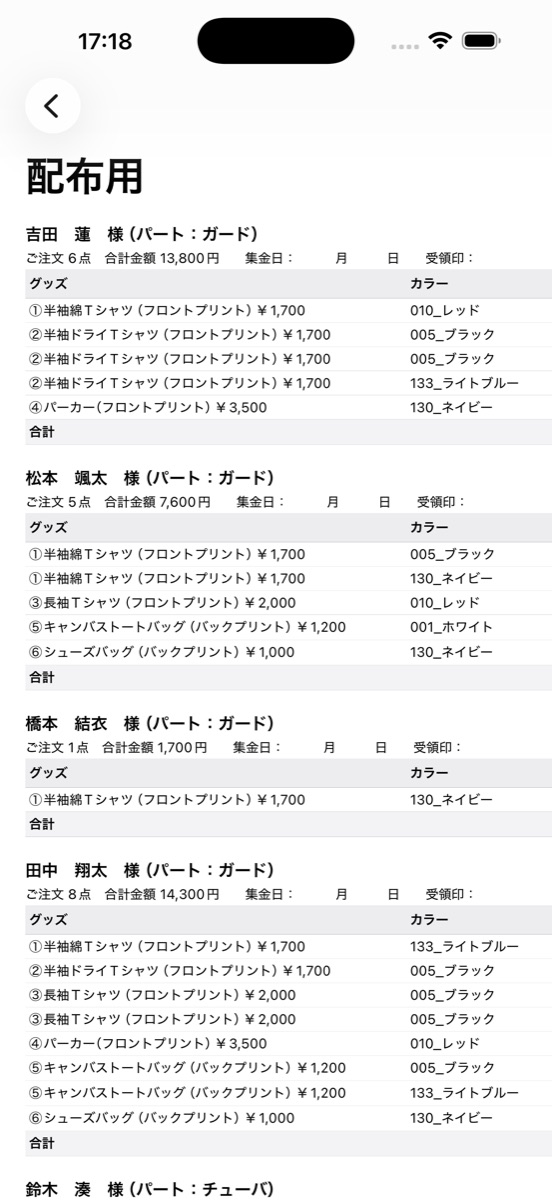 17:18
配布用
吉田　蓮　様（パート：ガード）
ご注文 6点　合計金額 13,800円　　集金日：　　　月　　　日　　受領印：
グッズ　カラー
①半袖綿Ｔシャツ（フロントプリント）￥1,700　010_レッド
②半袖ドライＴシャツ（フロントプリント）￥1,700　005_ブラック
②半袖ドライＴシャツ（フロントプリント）￥1,700　005_ブラック
②半袖ドライＴシャツ（フロントプリント）￥1,700　133_ライトブルー
④パーカー(フロントプリント）￥3,500　130_ネイビー
合計
松本　颯太　様（パート：ガード）
ご注文 5点　合計金額 7,600円　　集金日：　　　月　　　日　　受領印：
グッズ　カラー
①半袖綿Ｔシャツ（フロントプリント）￥1,700　005_ブラック
①半袖綿Ｔシャツ（フロントプリント）￥1,700　130_ネイビー
③長袖Ｔシャツ（フロントプリント）￥2,000　010_レッド
⑤キャンバストートバッグ（バックプリント）￥1,200　001_ホワイト
⑥シューズバッグ（バックプリント）￥1,000　130_ネイビー
合計
橋本　結衣　様（パート：ガード）
ご注文 1点　合計金額 1,700円　　集金日：　　　月　　　日　　受領印：
グッズ　カラー
①半袖綿Ｔシャツ（フロントプリント）￥1,700　130_ネイビー
合計
田中　翔太　様（パート：ガード）
ご注文 8点　合計金額 14,300円　　集金日：　　　月　　　日　　受領印：
グッズ　カラー
①半袖綿Ｔシャツ（フロントプリント）￥1,700　133_ライトブルー
②半袖ドライＴシャツ（フロントプリント）￥1,700　005_ブラック
③長袖Ｔシャツ（フロントプリント）￥2,000　005_ブラック
③長袖Ｔシャツ（フロントプリント）￥2,000　005_ブラック
④パーカー(フロントプリント）￥3,500　010_レッド
⑤キャンバストートバッグ（バックプリント）￥1,200　005_ブラック
⑤キャンバストートバッグ（バックプリント）￥1,200　133_ライトブルー
⑥シューズバッグ（バックプリント）￥1,000　130_ネイビー
合計
鈴木　湊　様（パート：チューバ）